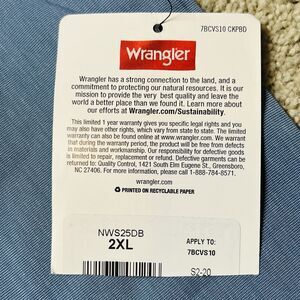 7BCVS10 CKPBD
Wrangler
Wrangler has a strong connection to the land, and a
commitment to protecting our natural resources. It is our
mission to provide the very best quality and leave the
world a better place than we found it. Learn more about
our efforts at Wrangler.com/Sustainability.
This limited 1 year warranty gives you specific legal rights and you
may also have other rights, which vary from state to state. The limited
warranty can also be found online at www.wrangler.com. We warrant
that during the warranty period, the product will be free from defects
in materials and workmanship. Our responsibility for defective goods
is limited to repair, replacement or refund. Defective garments can be
returned to: Quality Control, 1421 South Elm Eugene St., Greensboro,
NC 27406. For more information, please call 1-888-784-8571.
wrangler.com
PRINTED ON RECYCLABLE PAPER
NWS25DB
2XL
APPLY TO:
7BCVS10
S2-20